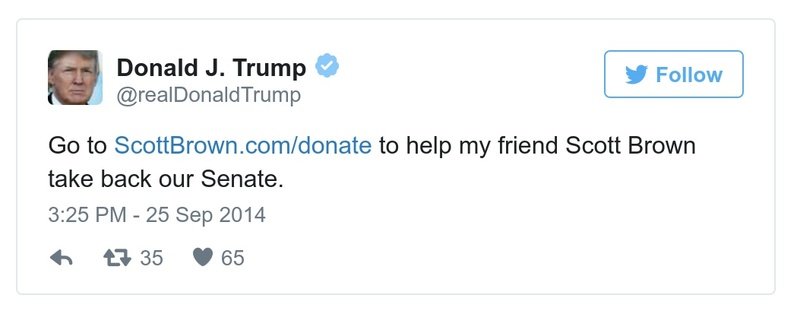 Donald J. Trump
@realDonaldTrump
Follow
Go to ScottBrown.com/donate to help my friend Scott Brown
take back our Senate.
3:25 PM - 25 Sep 2014
35 65